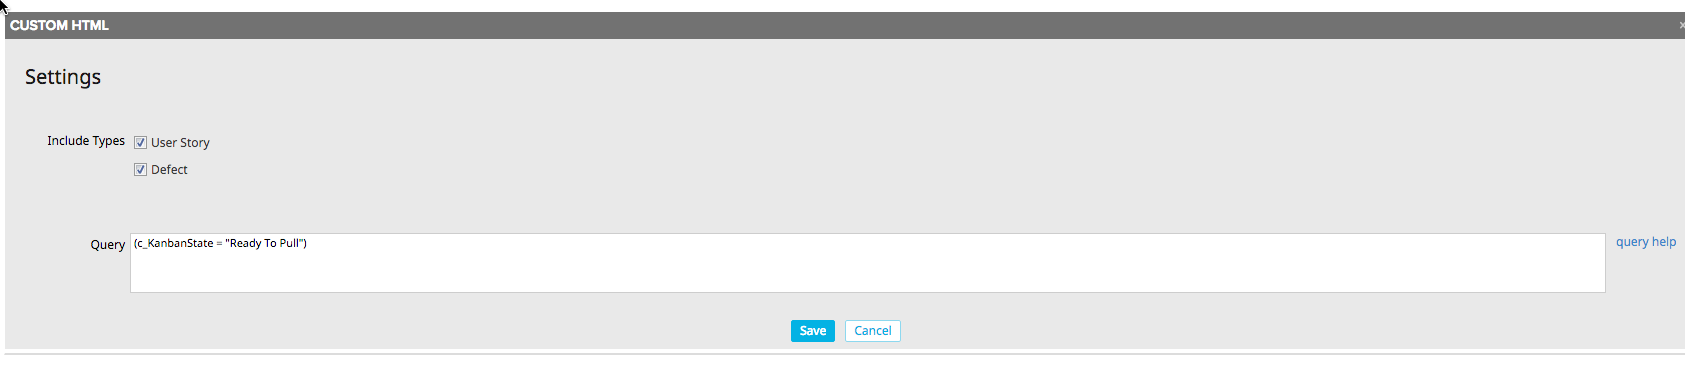 CUSTOM HTML
Settings
Include Types
User Story
Defect
Query
(c_KanbanState = "Ready To Pull")
query help
Save
Cancel